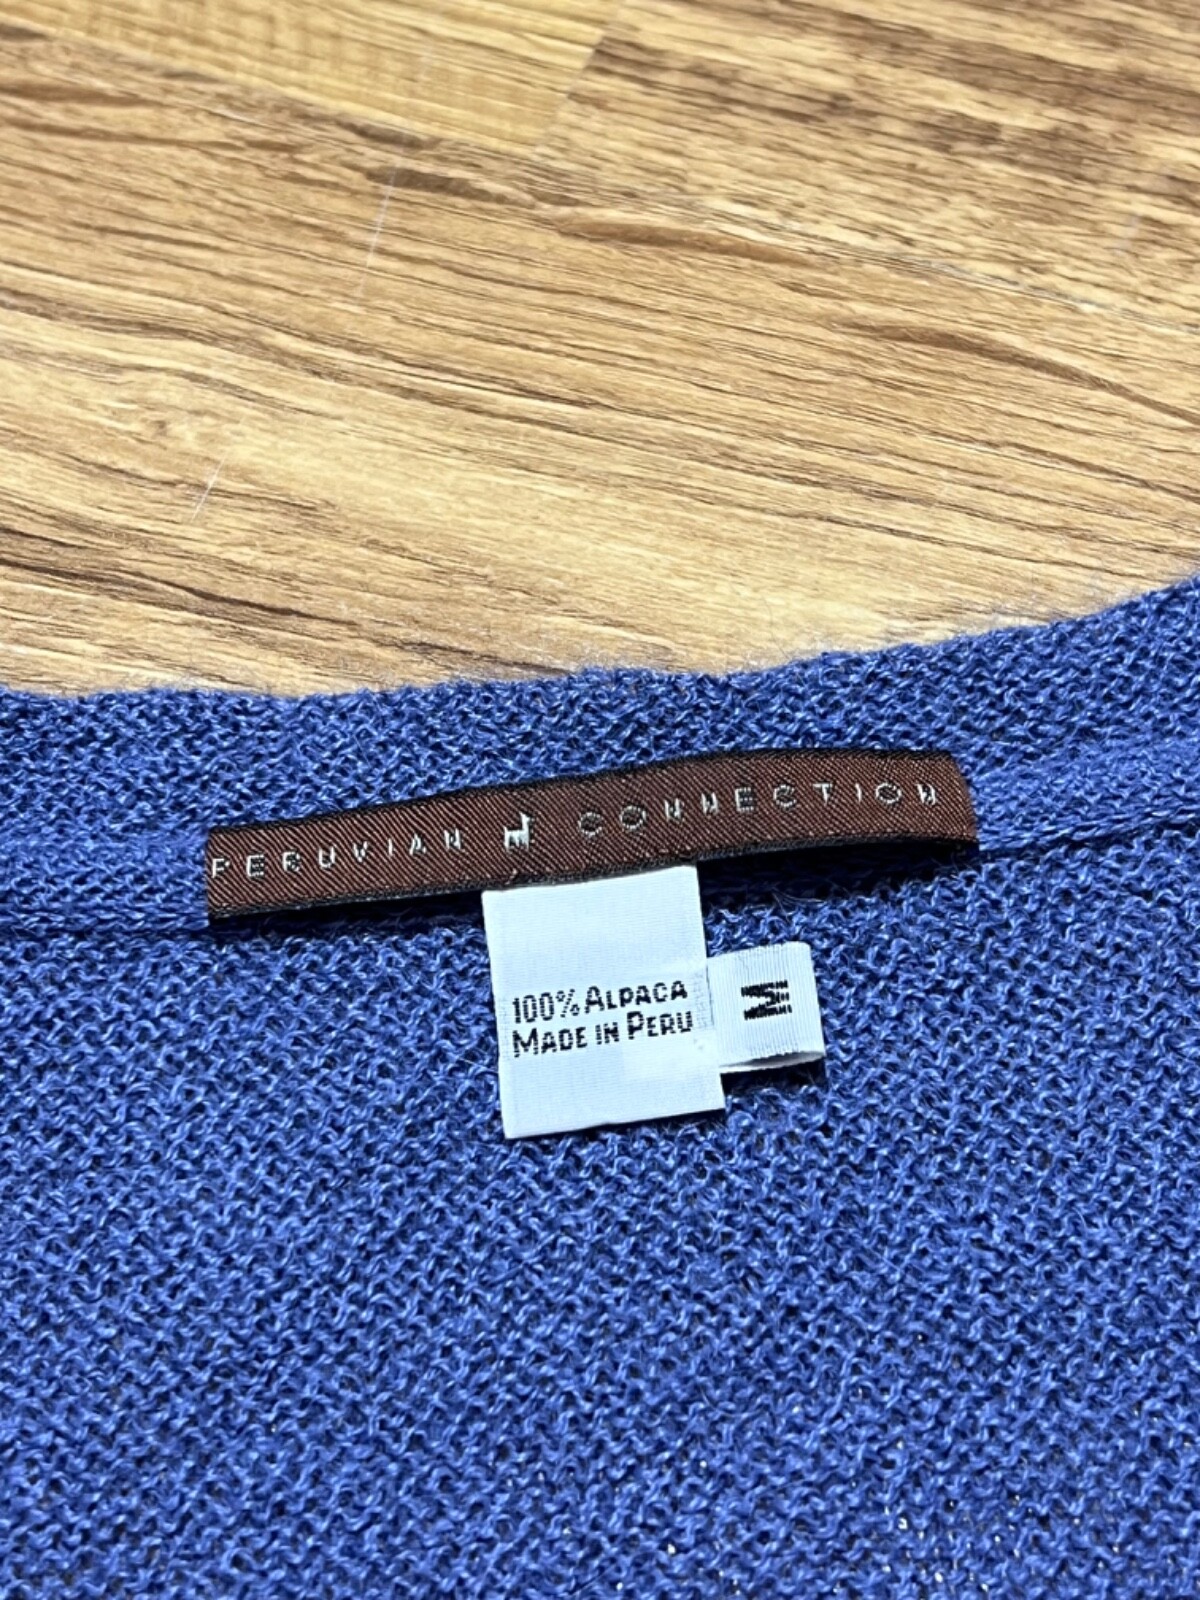 PERUVIAN CONNECTION
100% ALPACA
MADE IN PERU
M